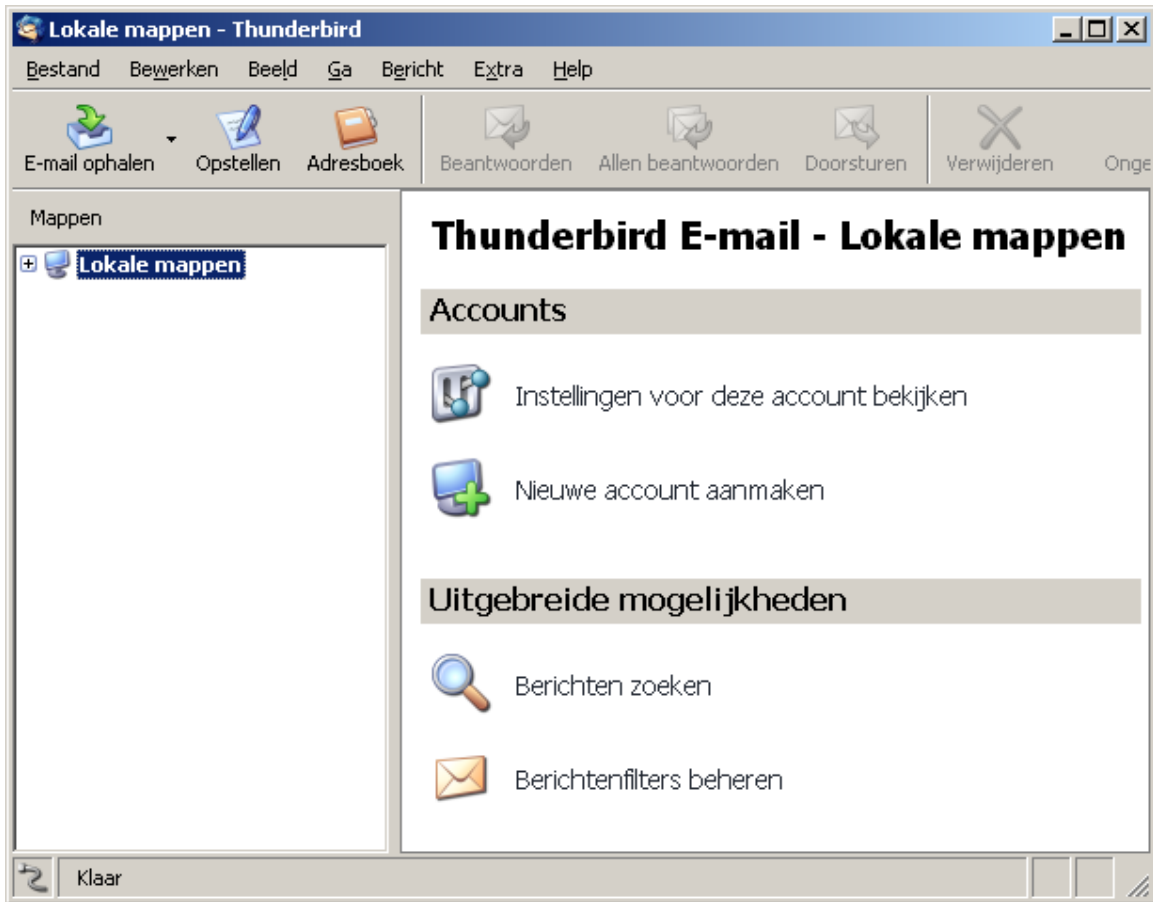 Lokale mappen - Thunderbird
Bestand Bewerken Beeld Ga Bericht Extra Help
E-mail ophalen Opstellen Adresboek Beantwoorden Allen beantwoorden Doorsturen Verwijderen Onge
Mappen
Lokale mappen
Thunderbird E-mail - Lokale mappen
Accounts
Instellingen voor deze account bekijken
Nieuwe account aanmaken
Uitgebreide mogelijkheden
Berichten zoeken
Berichtenfilters beheren
Klaar